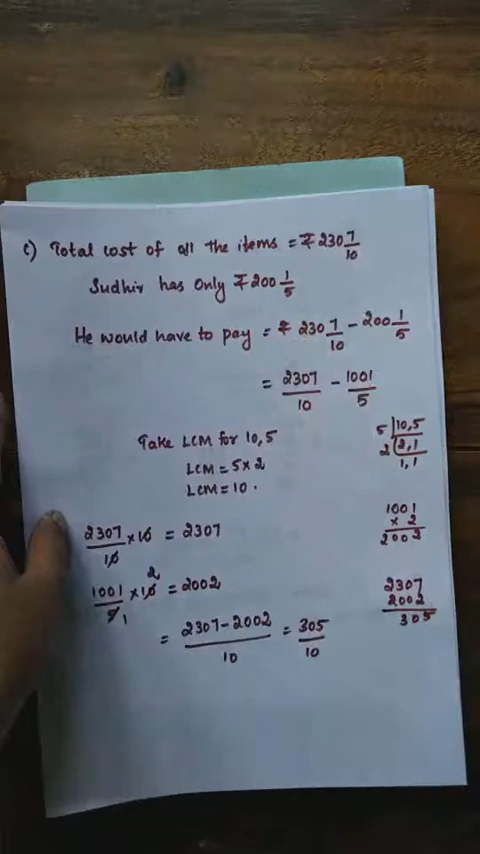 c) Total cost of all the items = ₹ 230 7/10
Sudhir has only ₹ 200 1/5
He would have to pay = ₹ 230 7/10 - 200 1/5
= 2307/10 - 1001/5
Take LCM for 10,5
LCM = 5 × 2
LCM = 10.
5 | 10, 5
2 | 2, 1
1, 1
2307/10 × 10 = 2307
1001
× 2
2002
1001/5 1 × 10 2 = 2002
= 2307 - 2002/10 = 305/10
2307
2002
305